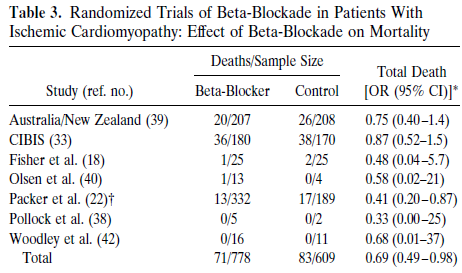 Table 3. Randomized Trials of Beta-Blockade in Patients With
Ischemic Cardiomyopathy: Effect of Beta-Blockade on Mortality
Deaths/Sample Size Total Death
Study (ref. no.) Beta-Blocker Control [OR (95% CI)]*
Australia/New Zealand (39) 20/207 26/208 0.75 (0.40–1.4)
CIBIS (33) 36/180 38/170 0.87 (0.52–1.5)
Fisher et al. (18) 1/25 2/25 0.48 (0.04–5.7)
Olsen et al. (40) 1/13 0/4 0.58 (0.02–21)
Packer et al. (22)† 13/332 17/189 0.41 (0.20–0.87)
Pollock et al. (38) 0/5 0/2 0.33 (0.00–25)
Woodley et al. (42) 0/16 0/11 0.68 (0.01–37)
Total 71/778 83/609 0.69 (0.49–0.98)